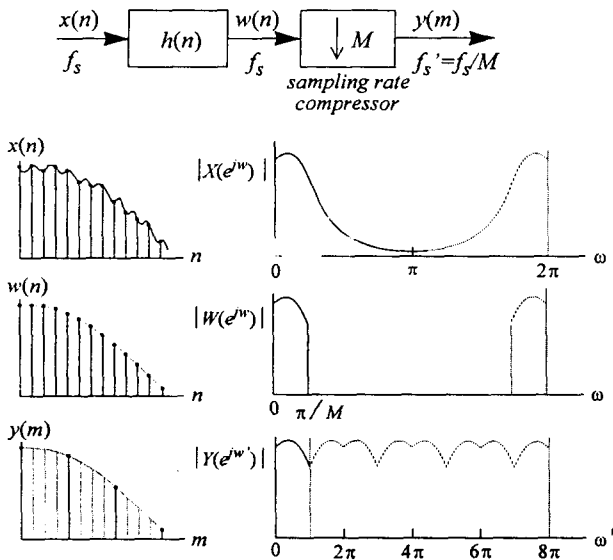 x(n) w(n) y(m)
h(n) ↓ M
f_s f_s f_s'=f_s/M
sampling rate
compressor
x(n)
|X(e^{jw})|
n 0 π 2π ω
w(n)
|W(e^{jw})|
n 0 π/M ω
y(m)
|Y(e^{jw'})|
m 0 2π 4π 6π 8π ω'